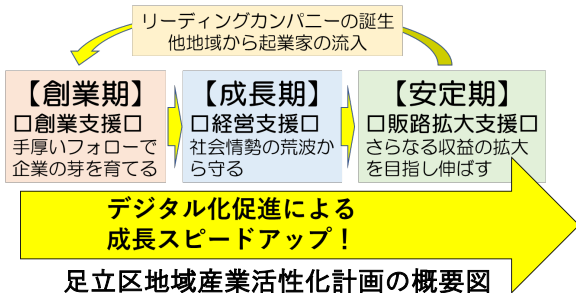 リーディングカンパニーの誕生
他地域から起業家の流入
【創業期】
□創業支援□
手厚いフォローで
企業の芽を育てる
【成長期】
□経営支援□
社会情勢の荒波か
ら守る
【安定期】
□販路拡大支援□
さらなる収益の拡大
を目指し伸ばす
デジタル化促進による
成長スピードアップ！
足立区地域産業活性化計画の概要図